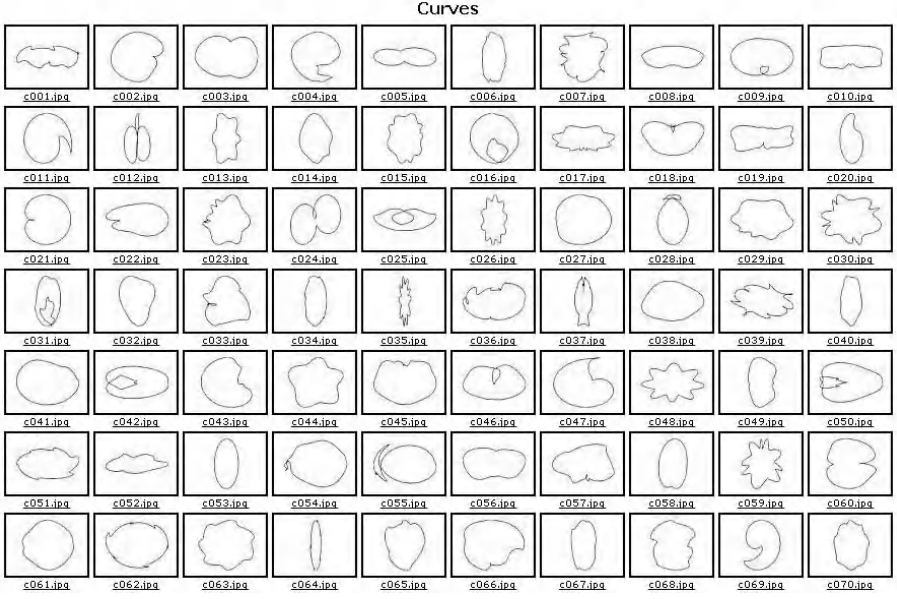 Curves
c001.jpg c002.jpg c003.jpg c004.jpg c005.jpg c006.jpg c007.jpg c008.jpg c009.jpg c010.jpg
c011.jpg c012.jpg c013.jpg c014.jpg c015.jpg c016.jpg c017.jpg c018.jpg c019.jpg c020.jpg
c021.jpg c022.jpg c023.jpg c024.jpg c025.jpg c026.jpg c027.jpg c028.jpg c029.jpg c030.jpg
c031.jpg c032.jpg c033.jpg c034.jpg c035.jpg c036.jpg c037.jpg c038.jpg c039.jpg c040.jpg
c041.jpg c042.jpg c043.jpg c044.jpg c045.jpg c046.jpg c047.jpg c048.jpg c049.jpg c050.jpg
c051.jpg c052.jpg c053.jpg c054.jpg c055.jpg c056.jpg c057.jpg c058.jpg c059.jpg c060.jpg
c061.jpg c062.jpg c063.jpg c064.jpg c065.jpg c066.jpg c067.jpg c068.jpg c069.jpg c070.jpg